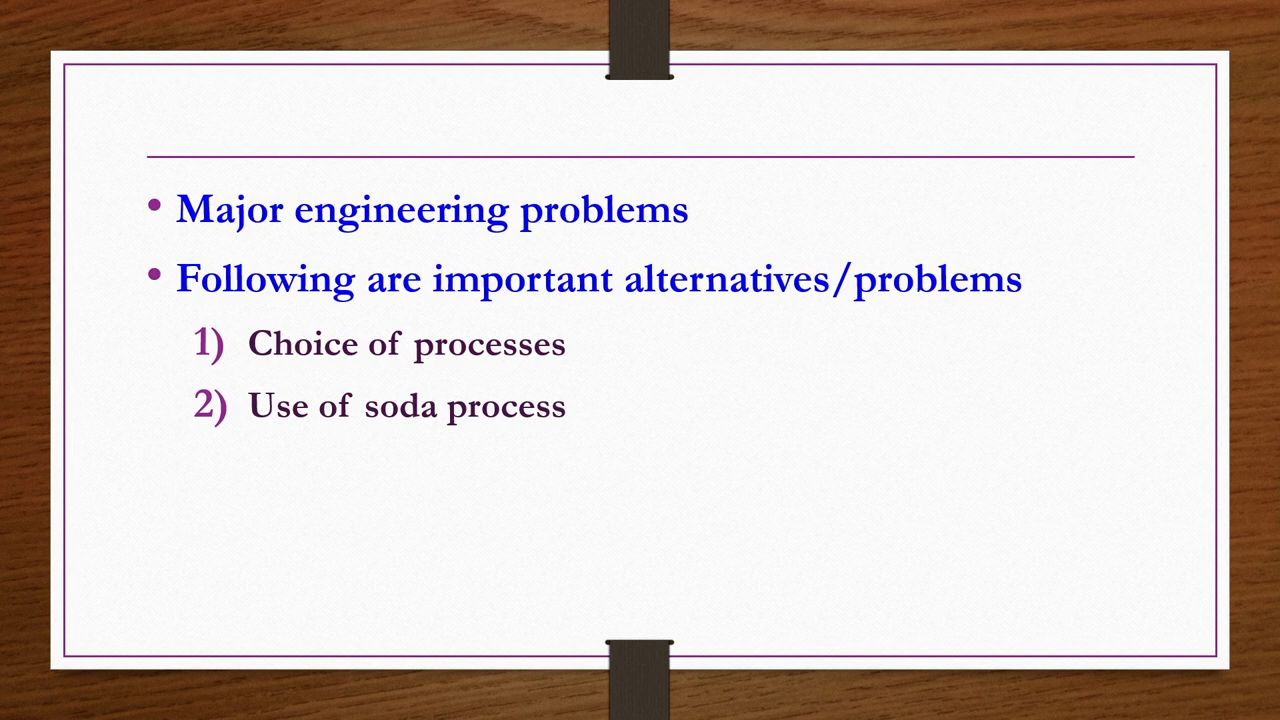 • Major engineering problems
• Following are important alternatives/problems
1) Choice of processes
2) Use of soda process